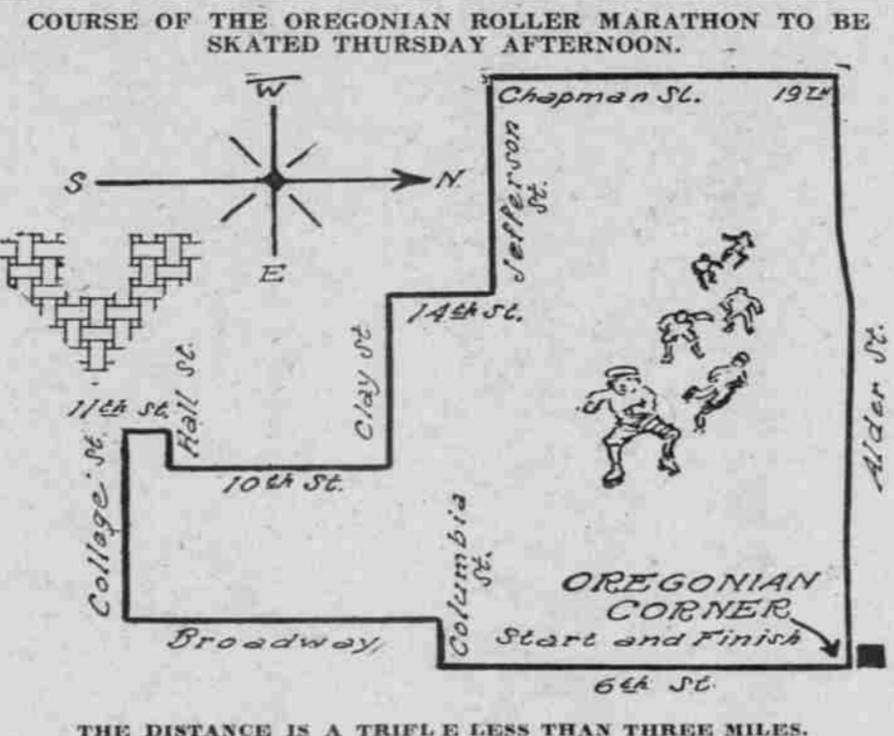 COURSE OF THE OREGONIAN ROLLER MARATHON TO BE
SKATED THURSDAY AFTERNOON.
W
S
N.
E
Chapman St.
19th
Jefferson
St.
14th St.
Clay St
11th St.
Hall St.
10th St.
Collage St.
Broadway,
Columbia
St.
Alder St.
OREGONIAN
CORNER
Start and Finish
6th St.
THE DISTANCE IS A TRIFLE LESS THAN THREE MILES.